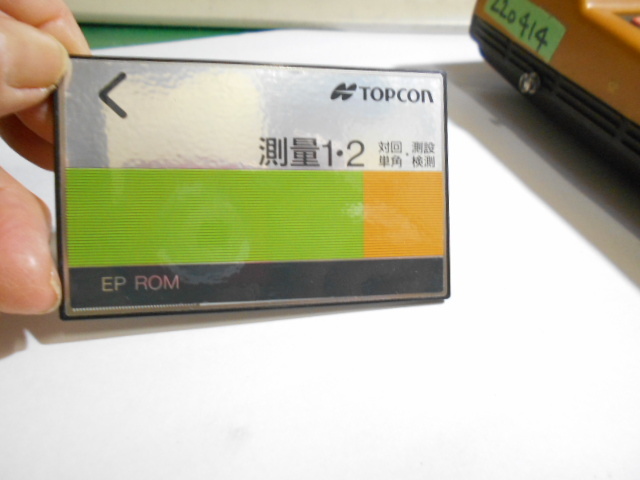 220414
TOPCON
測量1・2 対回・測設
単角・検測
EP ROM